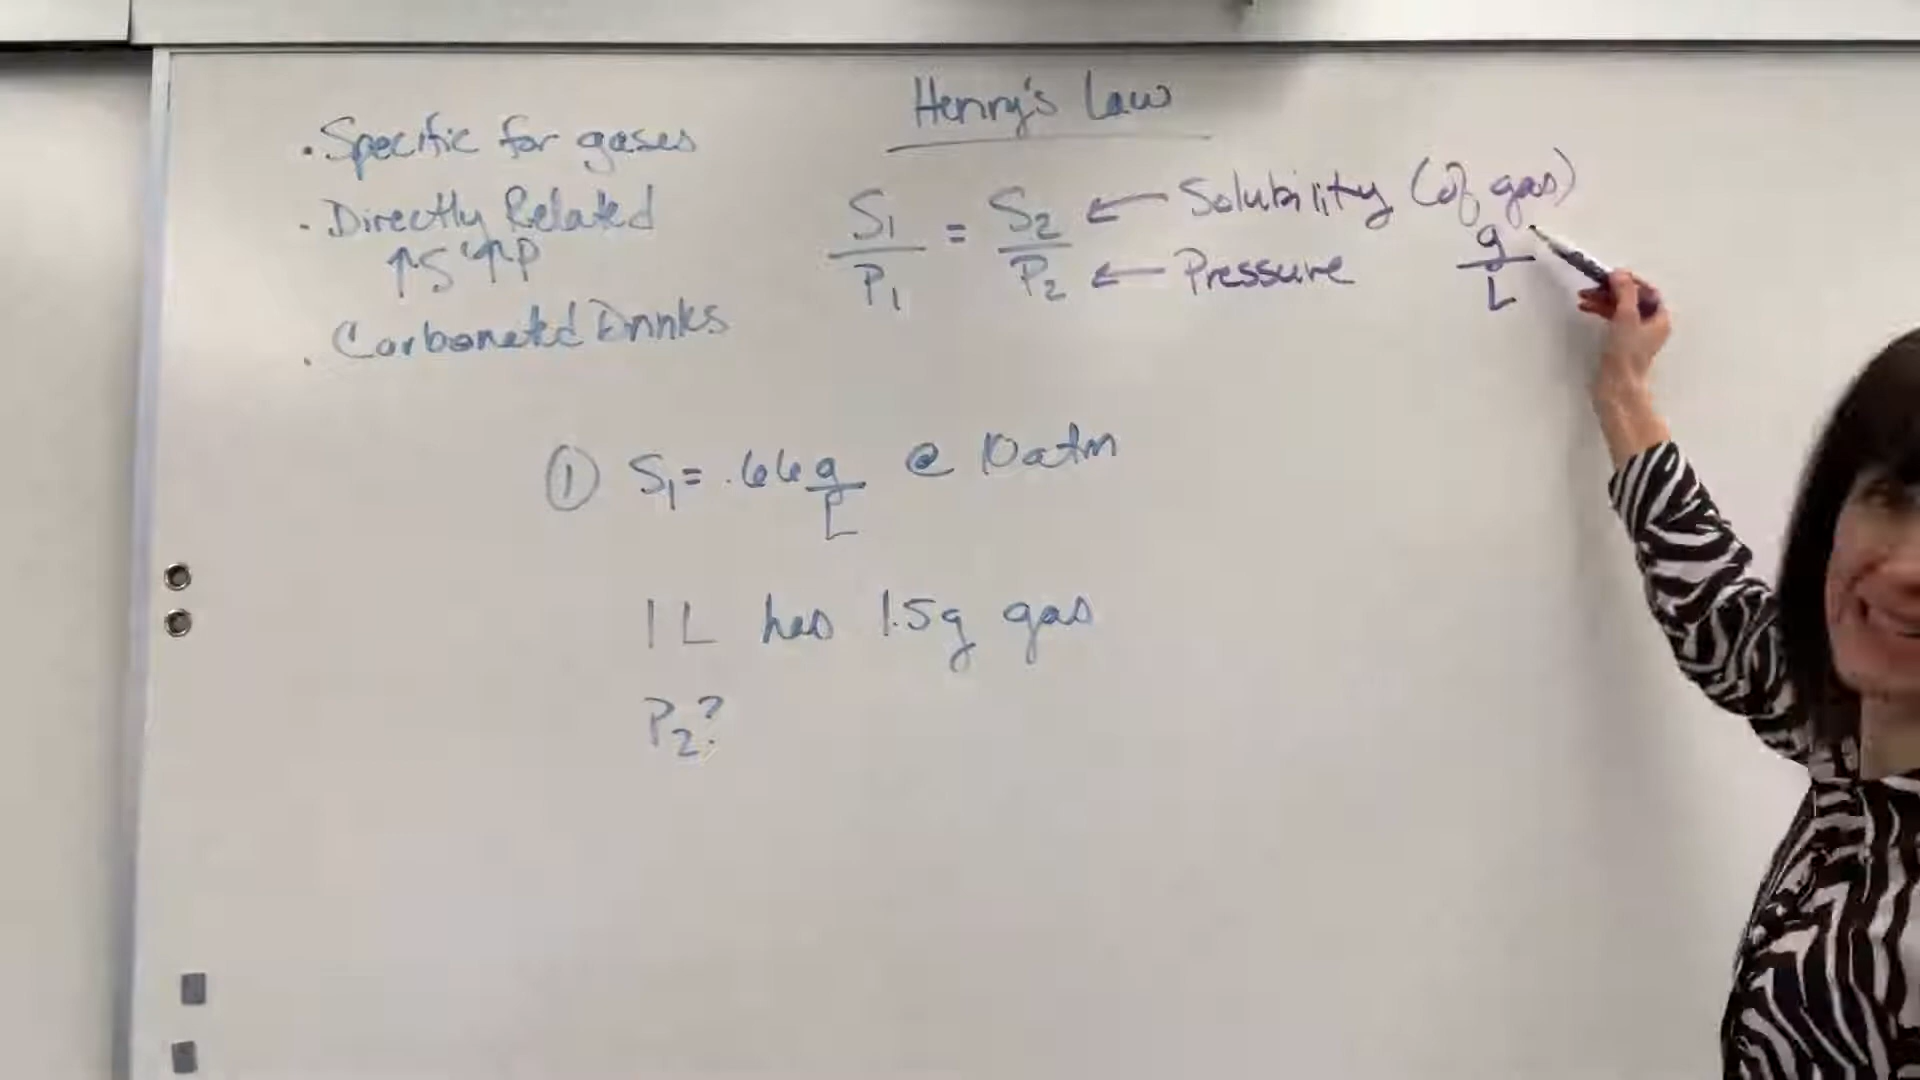 Henry's Law
· Specific for gases
· Directly Related
↑S ↑P
· Carbonated Drinks
S₁/P₁ = S₂/P₂
← Solubility (of gas)
g/L
← Pressure
① S₁ = .66 g/L @ 10 atm
1 L has 1.5g gas
P₂?